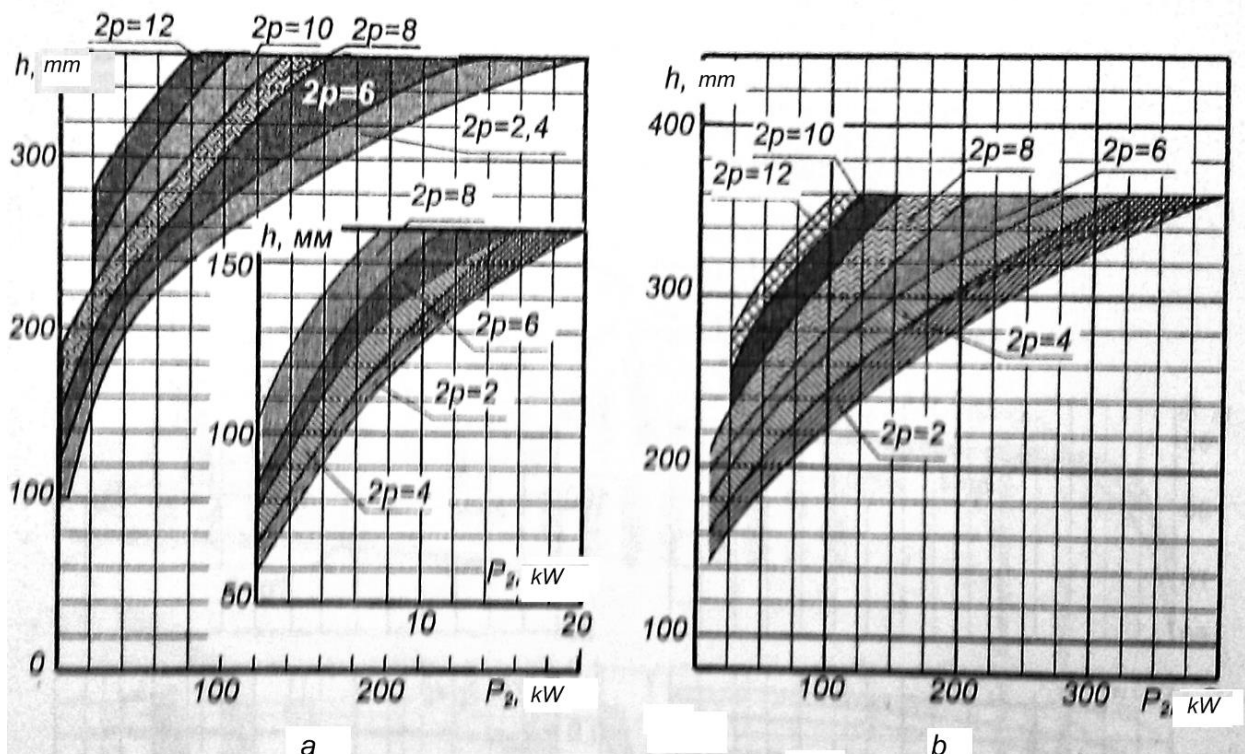 2p=12 2p=10 2p=8
h, mm
2p=6
2p=2,4
300
2p=8
h, мм
150
200
2p=6
2p=2
100
100
2p=4
P₂, kW
50
10 20
0
100 200 P₂, kW
a
h, mm
400
2p=10
2p=8 2p=6
2p=12
300
2p=4
2p=2
200
100
100 200 300 P₂, kW
b